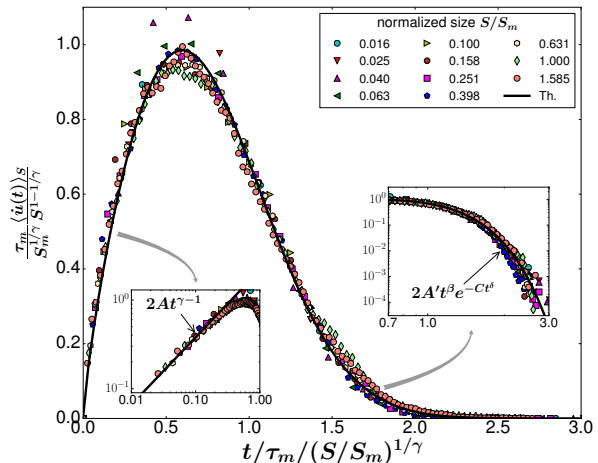 normalized size S/S_m
0.016 0.100 0.631
0.025 0.158 1.000
0.040 0.251 1.585
0.063 0.398 Th.
1.0
0.8
0.6
0.4
0.2
0.0
τ_m/S_m^{1/γ} ⟨u̇(t)⟩_S/S^{1−1/γ}
10^0
10^{-1}
10^{-2}
10^{-3}
10^{-4}
2A′t^βe^{−Ct^δ}
0.7 1.0 3.0
10^0
2At^{γ−1}
10^{-1}
0.01 0.10 1.00
0.0 0.5 1.0 1.5 2.0 2.5 3.0
t/τ_m/(S/S_m)^{1/γ}